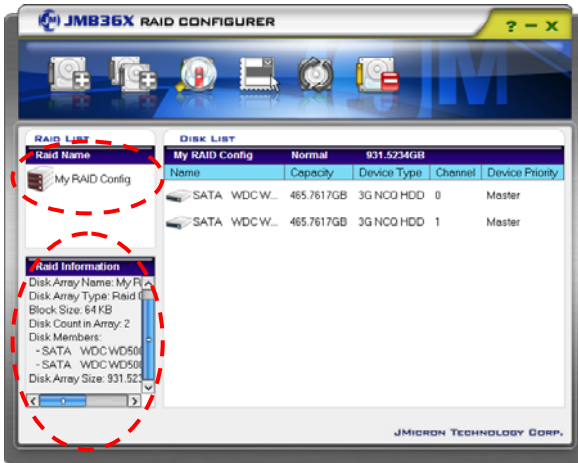 JMB36X RAID CONFIGURER
? – X
RAID LIST
Raid Name
My RAID Config
Raid Information
Disk Array Name: My R
Disk Array Type: Raid
Block Size: 64 KB
Disk Count in Array: 2
Disk Members:
- SATA WDC WD500
- SATA WDC WD500
Disk Array Size: 931.523
DISK LIST
My RAID Config Normal 931.5234GB
Name Capacity Device Type Channel Device Priority
SATA WDC W... 465.7617GB 3G NCQ HDD 0 Master
SATA WDC W... 465.7617GB 3G NCQ HDD 1 Master
JM
JMICRON TECHNOLOGY CORP.